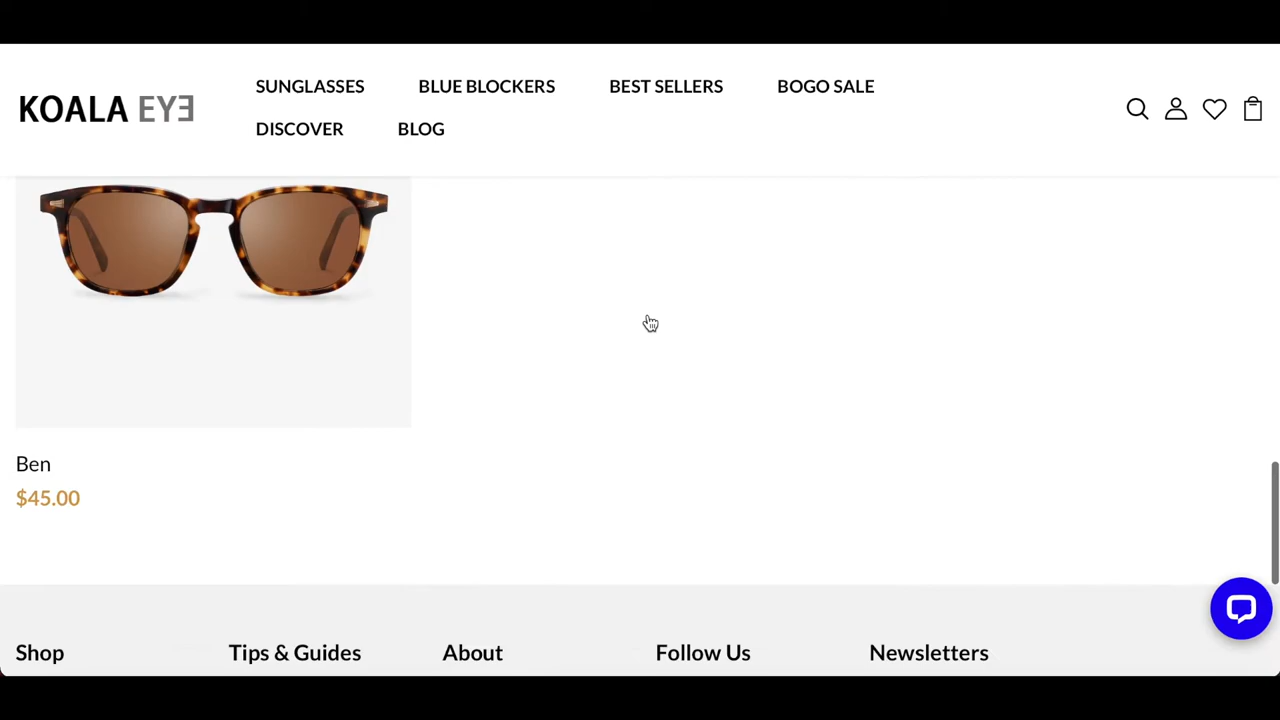 KOALA EYE
SUNGLASSES BLUE BLOCKERS BEST SELLERS BOGO SALE
DISCOVER BLOG
Ben
$45.00
Shop Tips & Guides About Follow Us Newsletters